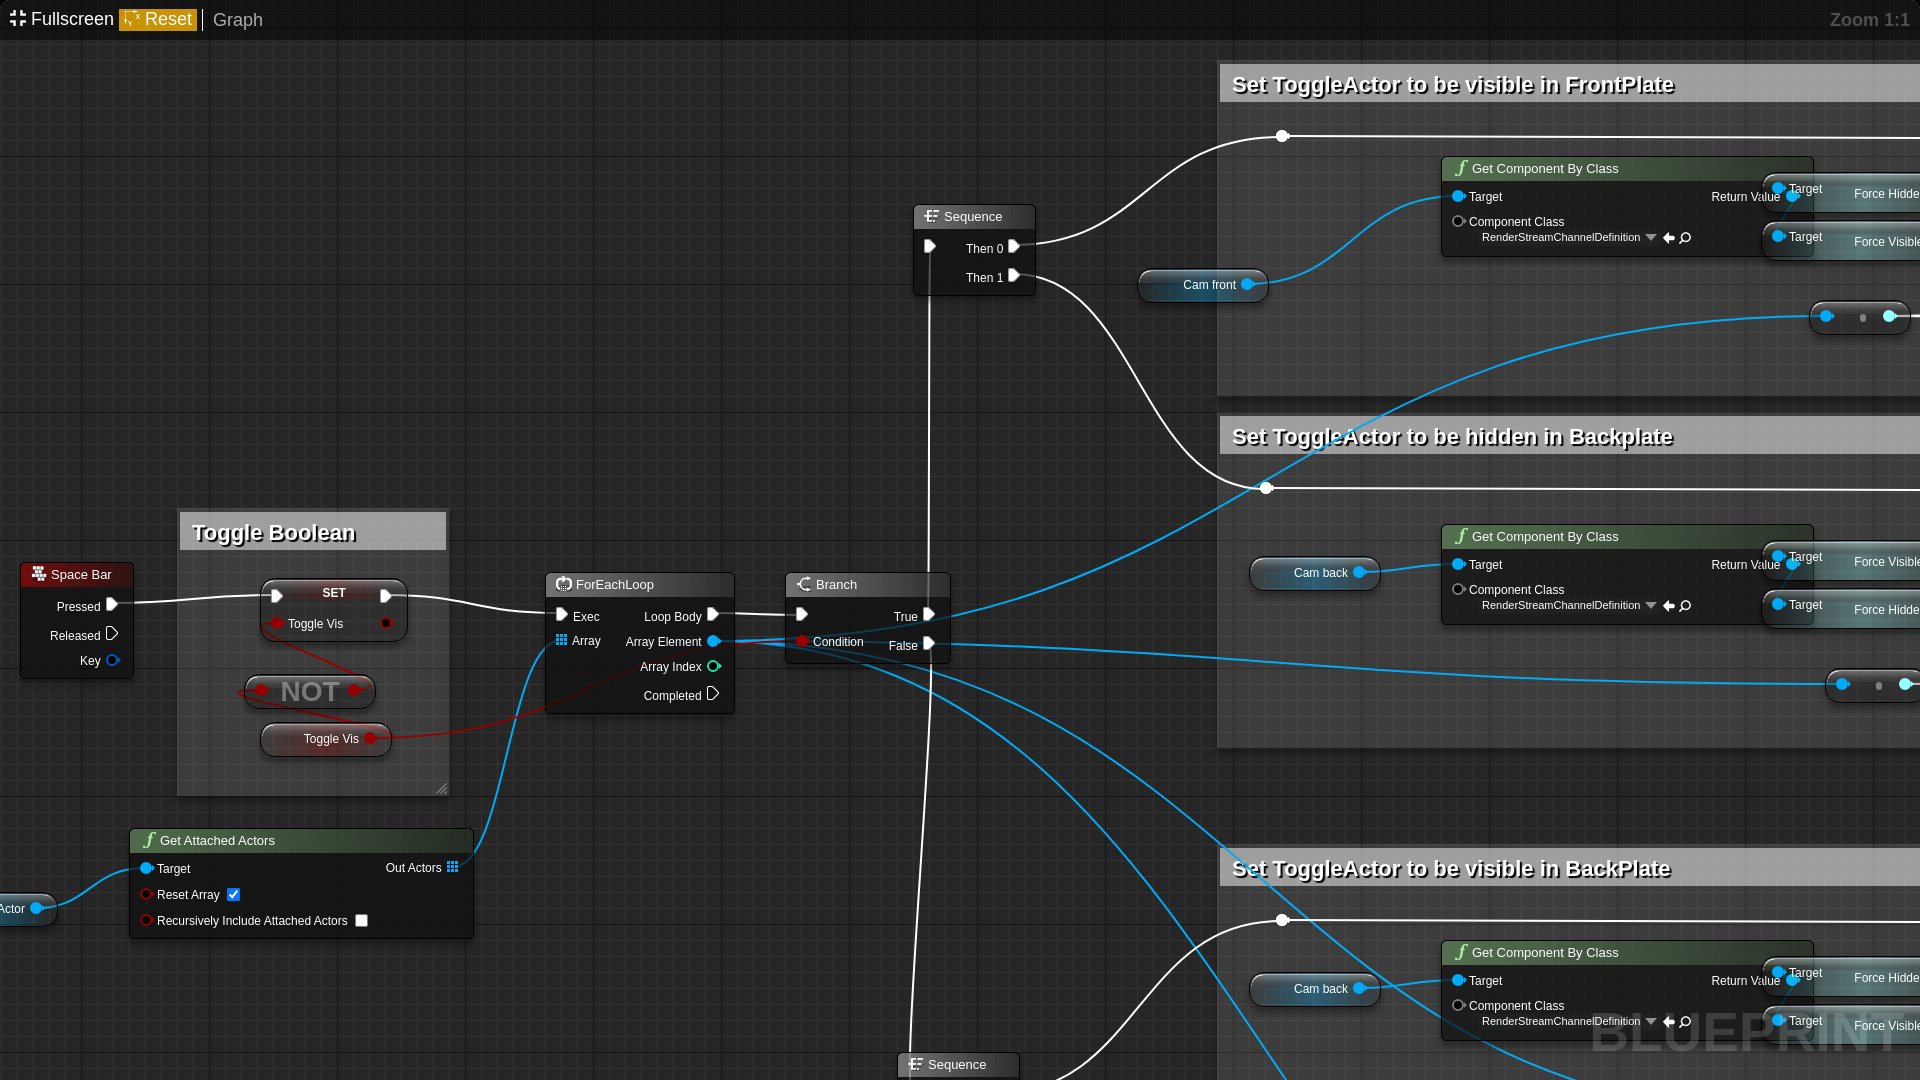 Fullscreen Reset Graph
Zoom 1:1
Set ToggleActor to be visible in FrontPlate
Get Component By Class
Target
Return Value
Component Class
RenderStreamChannelDefinition
Target
Force Hidde
Target
Force Visible
Sequence
Then 0
Then 1
Cam front
Set ToggleActor to be hidden in Backplate
Get Component By Class
Target
Return Value
Component Class
RenderStreamChannelDefinition
Target
Force Visible
Target
Force Hidde
Cam back
Toggle Boolean
Space Bar
Pressed
Released
Key
SET
Toggle Vis
NOT
Toggle Vis
ForEachLoop
Exec
Loop Body
Array
Array Element
Array Index
Completed
Branch
True
Condition
False
Get Attached Actors
Target
Out Actors
Reset Array
Recursively Include Attached Actors
Actor
Set ToggleActor to be visible in BackPlate
Get Component By Class
Target
Return Value
Component Class
RenderStreamChannelDefinition
Target
Force Hidde
Target
Force Visible
Cam back
Sequence
BLUEPRINT